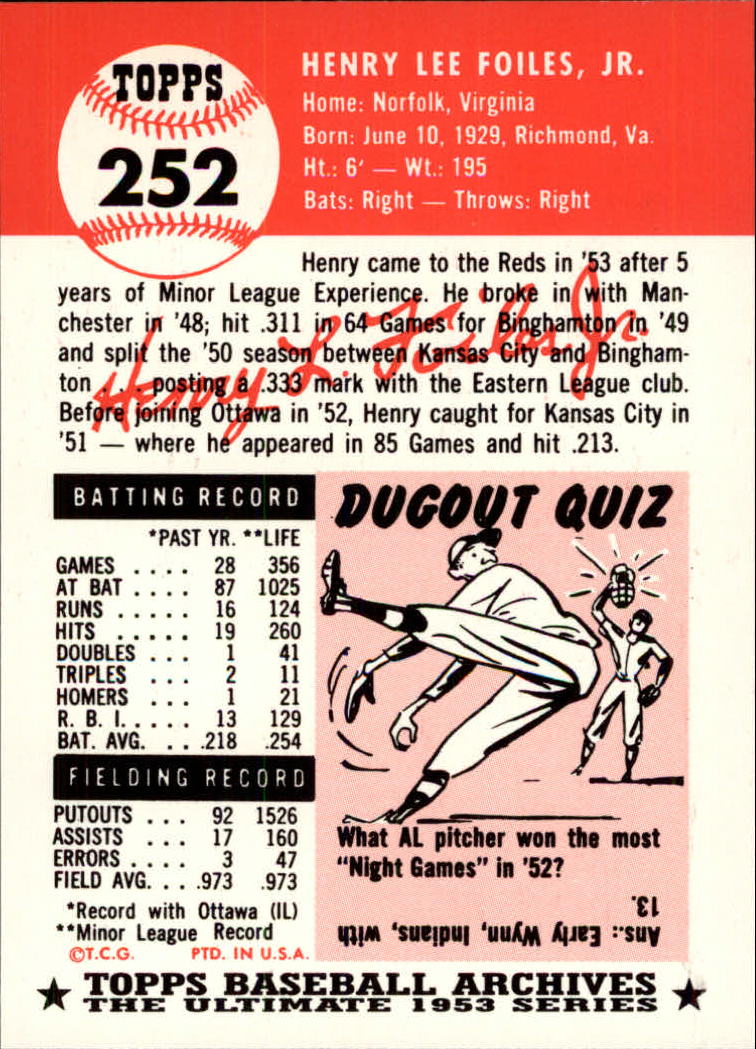 TOPPS
252
HENRY LEE FOILES, JR.
Home: Norfolk, Virginia
Born: June 10, 1929, Richmond, Va.
Ht.: 6' — Wt.: 195
Bats: Right — Throws: Right
Henry came to the Reds in '53 after 5
years of Minor League Experience. He broke in with Man-
chester in '48; hit .311 in 64 Games for Binghamton in '49
and split the '50 season between Kansas City and Bingham-
ton . . . posting a .333 mark with the Eastern League club.
Before joining Ottawa in '52, Henry caught for Kansas City in
'51 — where he appeared in 85 Games and hit .213.
Henry L. Foiles Jr.
BATTING RECORD
*PAST YR. **LIFE
GAMES . . . . 28 356
AT BAT . . . . 87 1025
RUNS . . . . . 16 124
HITS . . . . . 19 260
DOUBLES . . . 1 41
TRIPLES . . . 2 11
HOMERS . . . 1 21
R. B. I. . . . . 13 129
BAT. AVG. . . .218 .254
FIELDING RECORD
PUTOUTS . . . 92 1526
ASSISTS . . . 17 160
ERRORS . . . . 3 47
FIELD AVG. . . .973 .973
*Record with Ottawa (IL)
**Minor League Record
©T.C.G. PTD. IN U.S.A.
DUGOUT QUIZ
What AL pitcher won the most
"Night Games" in '52?
Ans.: Early Wynn, Indians, with
13.
TOPPS BASEBALL ARCHIVES
THE ULTIMATE 1953 SERIES